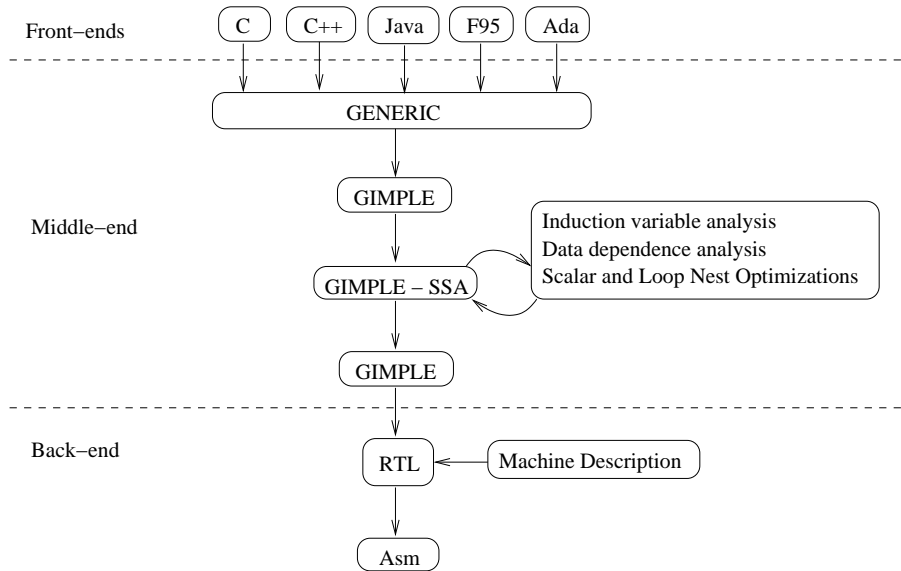 Front−ends
C
C++
Java
F95
Ada
GENERIC
GIMPLE
Middle−end
Induction variable analysis
Data dependence analysis
Scalar and Loop Nest Optimizations
GIMPLE − SSA
GIMPLE
Back−end
RTL
Machine Description
Asm